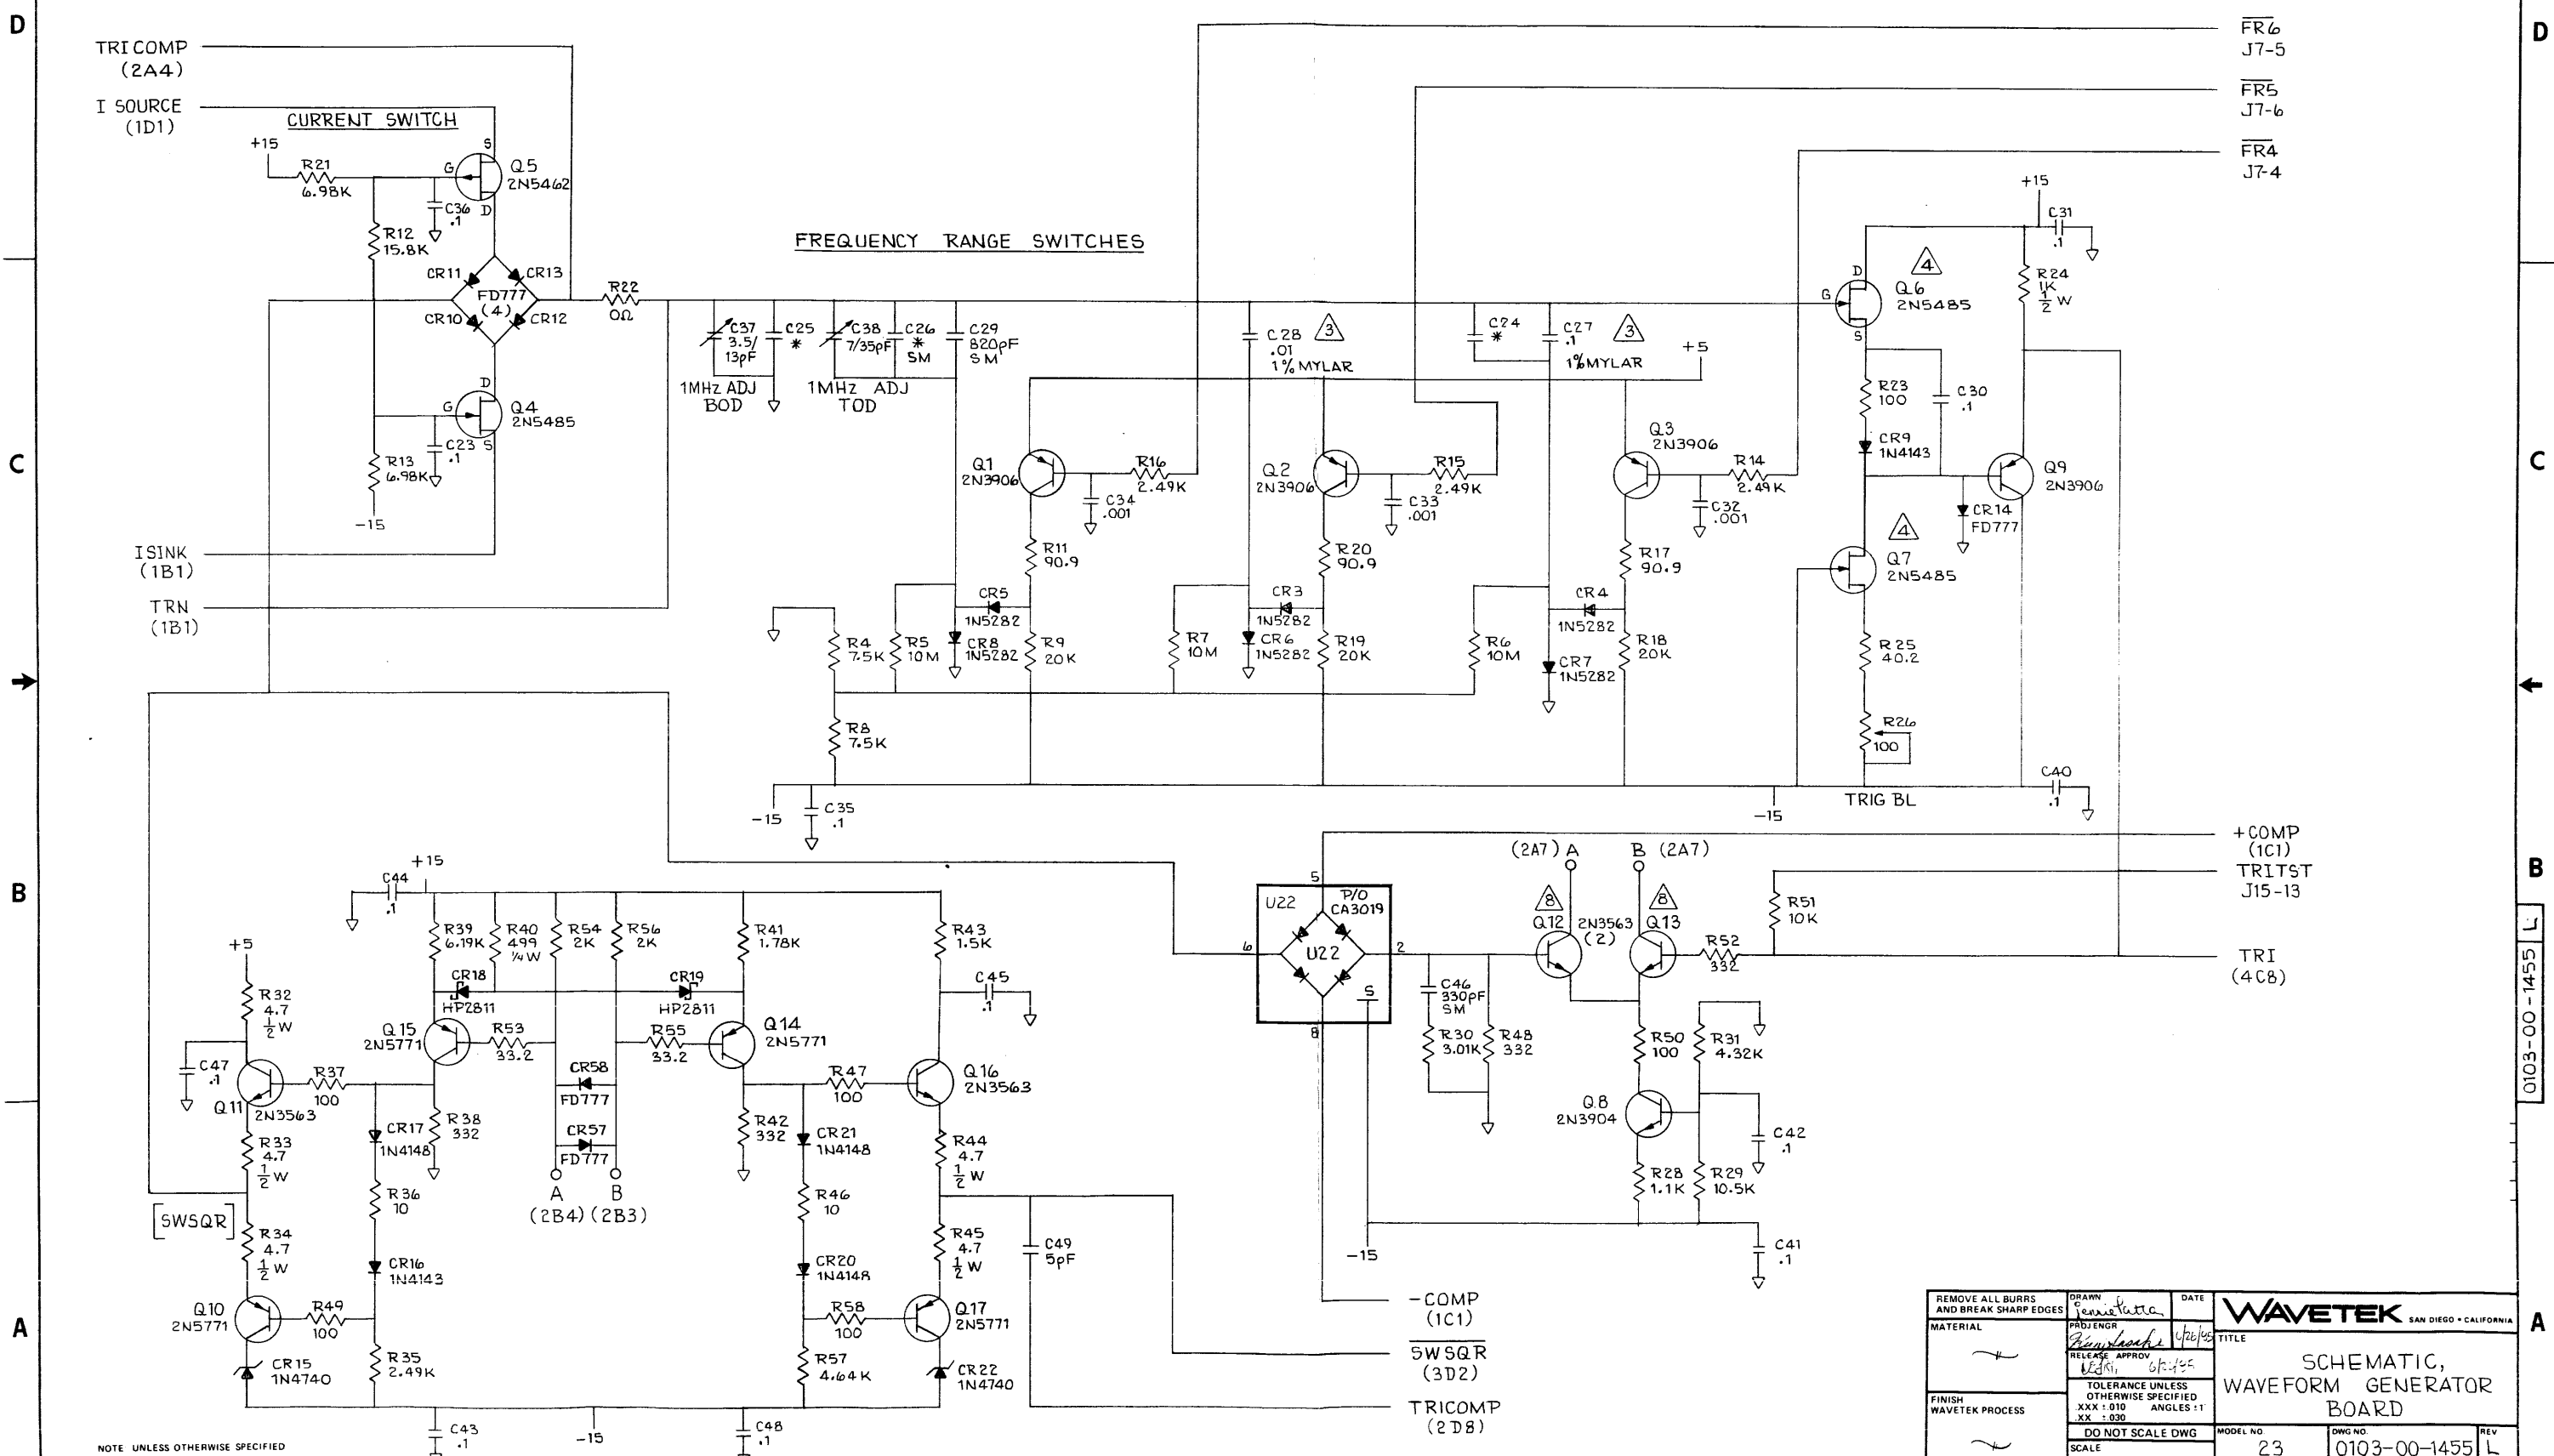 D
D
TRI COMP
(2A4)
I SOURCE
(1D1)
CURRENT SWITCH
+15
R21
6.98K
S
G
Q5
2N5462
C36
.1
D
R12
15.8K
CR11
CR13
FD777
(4)
CR10
CR12
D
G
Q4
2N5485
C23
.1
S
R13
6.98K
-15
ISINK
(1B1)
TRN
(1B1)
R22
0Ω
FREQUENCY RANGE SWITCHES
C37
3.5/
13pF
C25
*
1MHz ADJ
BOD
C38
7/35pF
C26
*
SM
1MHz ADJ
TOD
C29
820pF
SM
C28
.01
1% MYLAR
3
C24
*
C27
.1
1% MYLAR
3
+5
FR6
J7-5
FR5
J7-6
FR4
J7-4
+15
C31
.1
D
4
G
Q6
2N5485
S
R24
1K
1/2 W
R23
100
C30
.1
CR9
1N4143
Q9
2N3906
CR14
FD777
4
Q7
2N5485
R25
40.2
R26
100
TRIG BL
C40
.1
C
C
Q1
2N3906
R16
2.49K
C34
.001
R11
90.9
Q2
2N3906
R15
2.49K
C33
.001
R20
90.9
Q3
2N3906
R14
2.49K
C32
.001
R17
90.9
R4
7.5K
R5
10M
CR5
1N5282
CR8
1N5282
R9
20K
R7
10M
CR3
1N5282
CR6
1N5282
R19
20K
R6
10M
CR4
1N5282
CR7
1N5282
R18
20K
R8
7.5K
-15
C35
.1
-15
B
B
+15
C44
.1
+5
R39
6.19K
R40
499
1/4 W
R54
2K
R56
2K
R41
1.78K
R43
1.5K
R32
4.7
1/2 W
CR18
HP2811
CR19
HP2811
C45
.1
Q15
2N5771
R53
33.2
R55
33.2
Q14
2N5771
C47
.1
Q11
2N3563
R37
100
CR58
FD777
R47
100
Q16
2N3563
R33
4.7
1/2 W
CR17
1N4148
R38
332
CR57
FD777
R42
332
CR21
1N4148
R44
4.7
1/2 W
A
B
(2B4) (2B3)
[SWSQR]
R36
10
R46
10
R34
4.7
1/2 W
CR16
1N4143
CR20
1N4148
R45
4.7
1/2 W
C49
5pF
Q10
2N5771
R49
100
R58
100
Q17
2N5771
CR15
1N4740
R35
2.49K
R57
4.64K
CR22
1N4740
C43
.1
-15
C48
.1
5
U22
P/O
CA3019
6
U22
2
S
8
(2A7) A
B (2A7)
8
8
Q12
2N3563
(2)
Q13
R52
332
R51
10K
C46
330pF
SM
R30
3.01K
R48
332
R50
100
R31
4.32K
Q8
2N3904
C42
.1
R28
1.1K
R29
10.5K
-15
C41
.1
+COMP
(1C1)
TRITST
J15-13
TRI
(4C8)
-COMP
(1C1)
SWSQR
(3D2)
TRICOMP
(2D8)
0103-00-1455 L
A
A
NOTE UNLESS OTHERWISE SPECIFIED
REMOVE ALL BURRS
AND BREAK SHARP EDGES
MATERIAL
FINISH
WAVETEK PROCESS
DRAWN
DATE
PROJ ENGR
RELEASE APPROV
TOLERANCE UNLESS
OTHERWISE SPECIFIED
.XXX ±.010 ANGLES ±1°
.XX ±.030
DO NOT SCALE DWG
SCALE
WAVETEK SAN DIEGO • CALIFORNIA
TITLE
SCHEMATIC,
WAVEFORM GENERATOR
BOARD
MODEL NO.
23
DWG NO.
0103-00-1455
REV
L